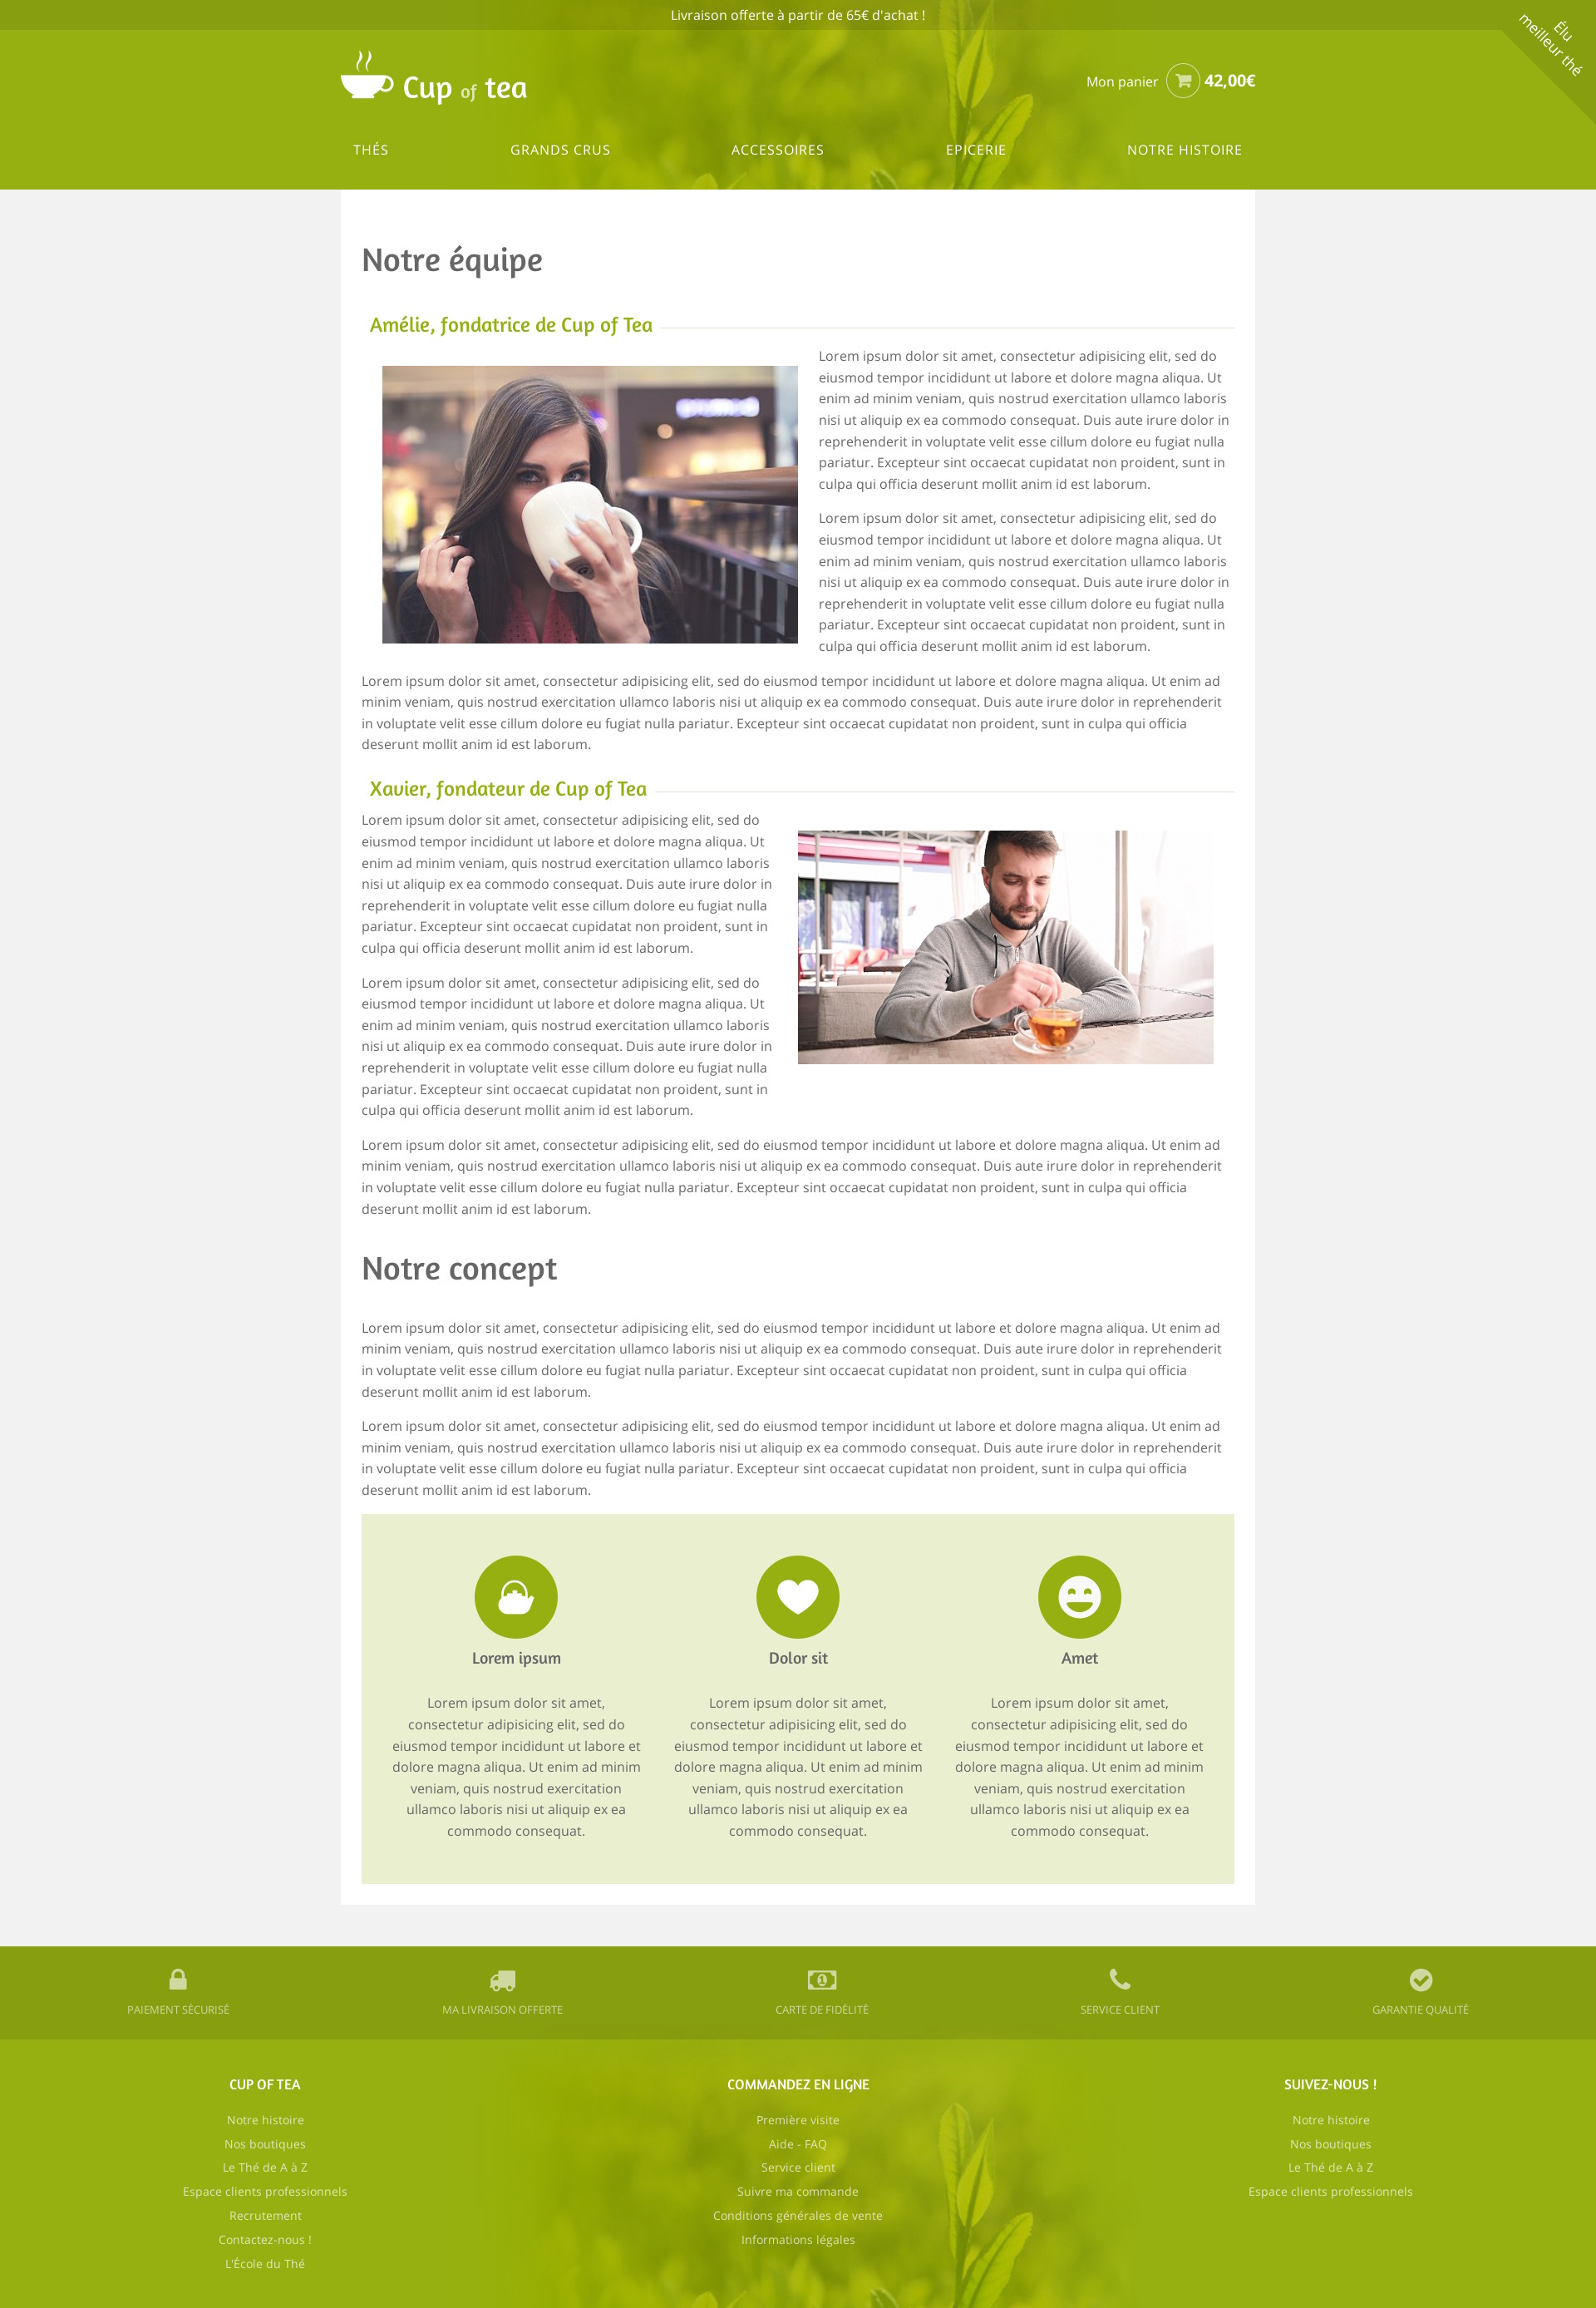 Livraison offerte à partir de 65€ d'achat !
Élu
meilleur thé
Cup of tea
Mon panier 42,00€
THÉS GRANDS CRUS ACCESSOIRES EPICERIE NOTRE HISTOIRE
Notre équipe
Amélie, fondatrice de Cup of Tea
Lorem ipsum dolor sit amet, consectetur adipisicing elit, sed do
eiusmod tempor incididunt ut labore et dolore magna aliqua. Ut
enim ad minim veniam, quis nostrud exercitation ullamco laboris
nisi ut aliquip ex ea commodo consequat. Duis aute irure dolor in
reprehenderit in voluptate velit esse cillum dolore eu fugiat nulla
pariatur. Excepteur sint occaecat cupidatat non proident, sunt in
culpa qui officia deserunt mollit anim id est laborum.
Lorem ipsum dolor sit amet, consectetur adipisicing elit, sed do
eiusmod tempor incididunt ut labore et dolore magna aliqua. Ut
enim ad minim veniam, quis nostrud exercitation ullamco laboris
nisi ut aliquip ex ea commodo consequat. Duis aute irure dolor in
reprehenderit in voluptate velit esse cillum dolore eu fugiat nulla
pariatur. Excepteur sint occaecat cupidatat non proident, sunt in
culpa qui officia deserunt mollit anim id est laborum.
Lorem ipsum dolor sit amet, consectetur adipisicing elit, sed do eiusmod tempor incididunt ut labore et dolore magna aliqua. Ut enim ad
minim veniam, quis nostrud exercitation ullamco laboris nisi ut aliquip ex ea commodo consequat. Duis aute irure dolor in reprehenderit
in voluptate velit esse cillum dolore eu fugiat nulla pariatur. Excepteur sint occaecat cupidatat non proident, sunt in culpa qui officia
deserunt mollit anim id est laborum.
Xavier, fondateur de Cup of Tea
Lorem ipsum dolor sit amet, consectetur adipisicing elit, sed do
eiusmod tempor incididunt ut labore et dolore magna aliqua. Ut
enim ad minim veniam, quis nostrud exercitation ullamco laboris
nisi ut aliquip ex ea commodo consequat. Duis aute irure dolor in
reprehenderit in voluptate velit esse cillum dolore eu fugiat nulla
pariatur. Excepteur sint occaecat cupidatat non proident, sunt in
culpa qui officia deserunt mollit anim id est laborum.
Lorem ipsum dolor sit amet, consectetur adipisicing elit, sed do
eiusmod tempor incididunt ut labore et dolore magna aliqua. Ut
enim ad minim veniam, quis nostrud exercitation ullamco laboris
nisi ut aliquip ex ea commodo consequat. Duis aute irure dolor in
reprehenderit in voluptate velit esse cillum dolore eu fugiat nulla
pariatur. Excepteur sint occaecat cupidatat non proident, sunt in
culpa qui officia deserunt mollit anim id est laborum.
Lorem ipsum dolor sit amet, consectetur adipisicing elit, sed do eiusmod tempor incididunt ut labore et dolore magna aliqua. Ut enim ad
minim veniam, quis nostrud exercitation ullamco laboris nisi ut aliquip ex ea commodo consequat. Duis aute irure dolor in reprehenderit
in voluptate velit esse cillum dolore eu fugiat nulla pariatur. Excepteur sint occaecat cupidatat non proident, sunt in culpa qui officia
deserunt mollit anim id est laborum.
Notre concept
Lorem ipsum dolor sit amet, consectetur adipisicing elit, sed do eiusmod tempor incididunt ut labore et dolore magna aliqua. Ut enim ad
minim veniam, quis nostrud exercitation ullamco laboris nisi ut aliquip ex ea commodo consequat. Duis aute irure dolor in reprehenderit
in voluptate velit esse cillum dolore eu fugiat nulla pariatur. Excepteur sint occaecat cupidatat non proident, sunt in culpa qui officia
deserunt mollit anim id est laborum.
Lorem ipsum dolor sit amet, consectetur adipisicing elit, sed do eiusmod tempor incididunt ut labore et dolore magna aliqua. Ut enim ad
minim veniam, quis nostrud exercitation ullamco laboris nisi ut aliquip ex ea commodo consequat. Duis aute irure dolor in reprehenderit
in voluptate velit esse cillum dolore eu fugiat nulla pariatur. Excepteur sint occaecat cupidatat non proident, sunt in culpa qui officia
deserunt mollit anim id est laborum.
Lorem ipsum
Lorem ipsum dolor sit amet,
consectetur adipisicing elit, sed do
eiusmod tempor incididunt ut labore et
dolore magna aliqua. Ut enim ad minim
veniam, quis nostrud exercitation
ullamco laboris nisi ut aliquip ex ea
commodo consequat.
Dolor sit
Lorem ipsum dolor sit amet,
consectetur adipisicing elit, sed do
eiusmod tempor incididunt ut labore et
dolore magna aliqua. Ut enim ad minim
veniam, quis nostrud exercitation
ullamco laboris nisi ut aliquip ex ea
commodo consequat.
Amet
Lorem ipsum dolor sit amet,
consectetur adipisicing elit, sed do
eiusmod tempor incididunt ut labore et
dolore magna aliqua. Ut enim ad minim
veniam, quis nostrud exercitation
ullamco laboris nisi ut aliquip ex ea
commodo consequat.
PAIEMENT SÉCURISÉ
MA LIVRAISON OFFERTE
CARTE DE FIDÉLITÉ
SERVICE CLIENT
GARANTIE QUALITÉ
CUP OF TEA
Notre histoire
Nos boutiques
Le Thé de A à Z
Espace clients professionnels
Recrutement
Contactez-nous !
L'École du Thé
COMMANDEZ EN LIGNE
Première visite
Aide - FAQ
Service client
Suivre ma commande
Conditions générales de vente
Informations légales
SUIVEZ-NOUS !
Notre histoire
Nos boutiques
Le Thé de A à Z
Espace clients professionnels